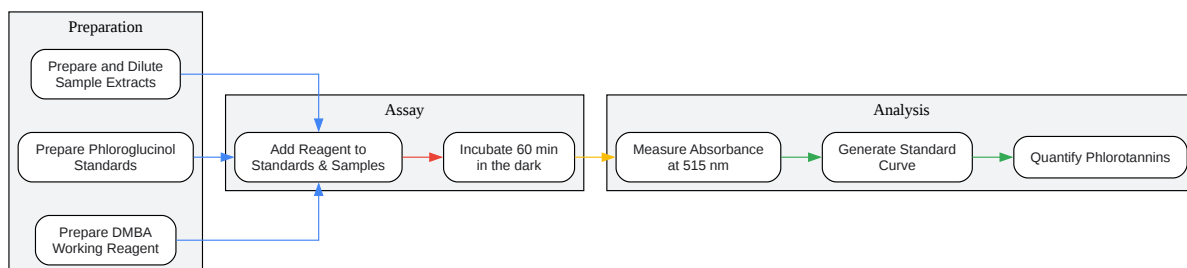 Preparation
Prepare and Dilute
Sample Extracts
Prepare Phloroglucinol
Standards
Prepare DMBA
Working Reagent
Assay
Add Reagent to
Standards & Samples
Incubate 60 min
in the dark
Analysis
Measure Absorbance
at 515 nm
Generate Standard
Curve
Quantify Phlorotannins